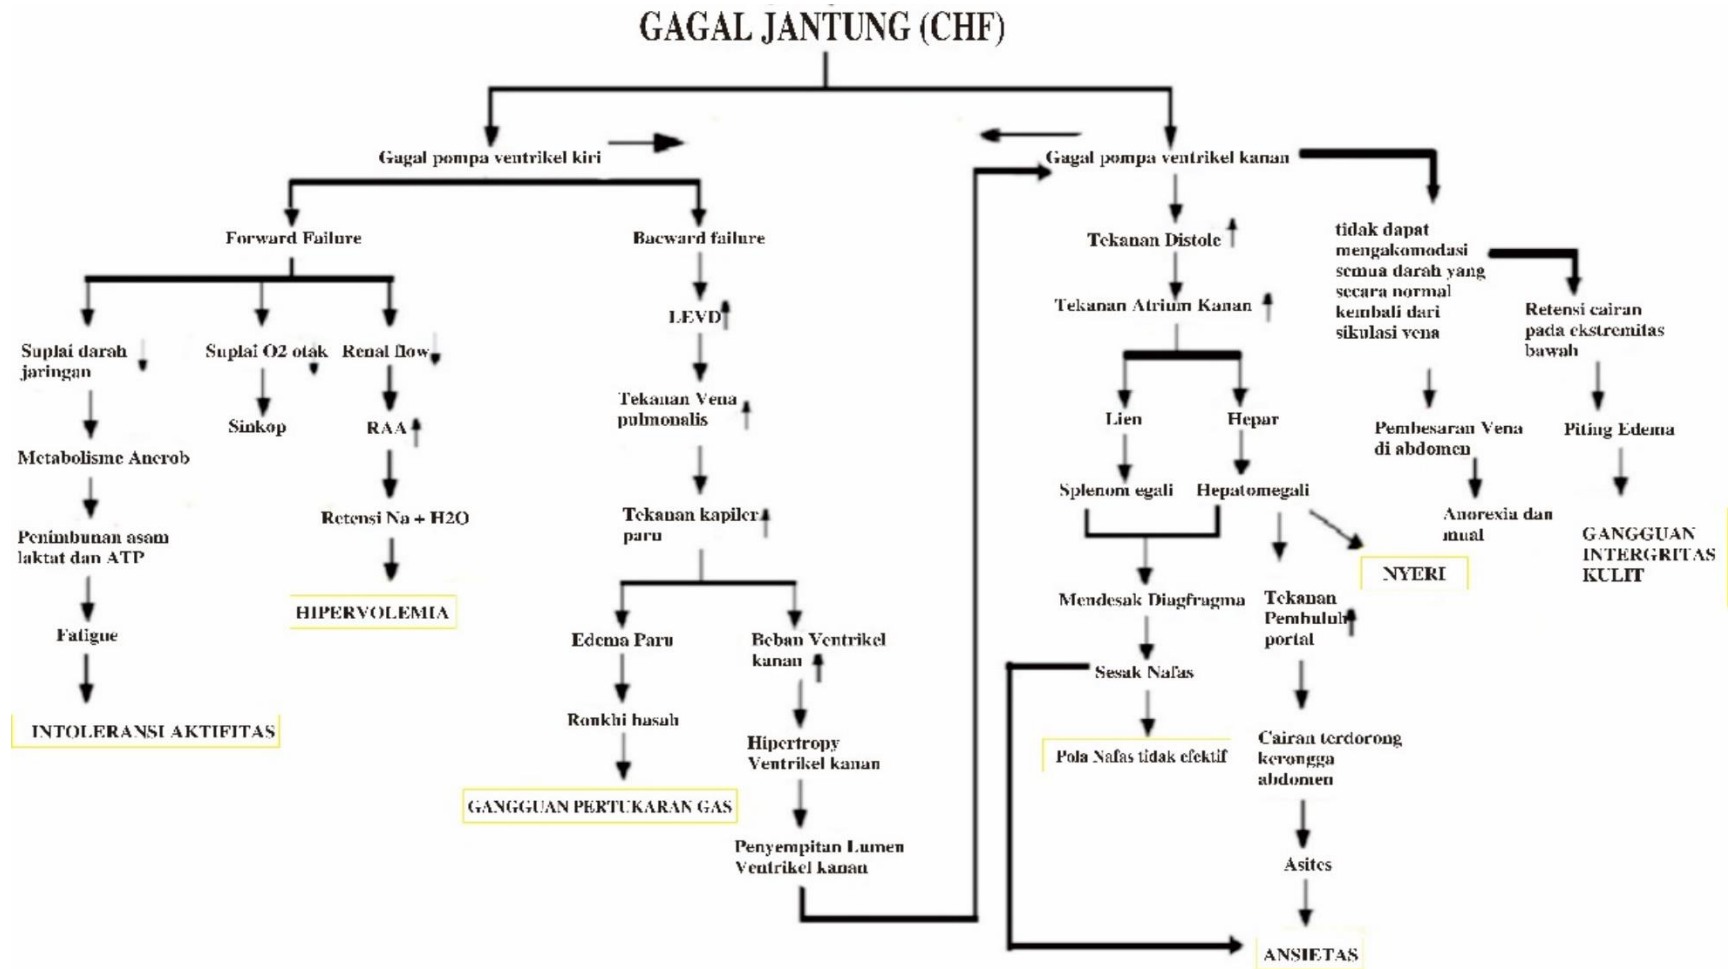 GAGAL JANTUNG (CHF)
Gagal pompa ventrikel kiri
Gagal pompa ventrikel kanan
Forward Failure
Bacward failure
Tekanan Distole
tidak dapat
mengakomodasi
semua darah yang
secara normal
kembali dari
sikulasi vena
LEVD
Tekanan Atrium Kanan
Retensi cairan
pada ekstremitas
bawah
Suplai darah
jaringan
Suplai O2 otak
Renal flow
Tekanan Vena
pulmonalis
Lien
Hepar
Sinkop
RAA
Pembesaran Vena
di abdomen
Piting Edema
Metabolisme Anerob
Splenom egali
Hepatomegali
Retensi Na + H2O
Tekanan kapiler
paru
Anorexia dan
mual
Penimbunan asam
laktat dan ATP
GANGGUAN
INTERGRITAS
KULIT
NYERI
HIPERVOLEMIA
Mendesak Diagfragma
Tekanan
Pembuluh
portal
Fatigue
Edema Paru
Beban Ventrikel
kanan
Sesak Nafas
Ronkhi basah
INTOLERANSI AKTIFITAS
Hipertropy
Ventrikel kanan
Pola Nafas tidak efektif
Cairan terdorong
kerongga
abdomen
GANGGUAN PERTUKARAN GAS
Penyempitan Lumen
Ventrikel kanan
Asites
ANSIETAS